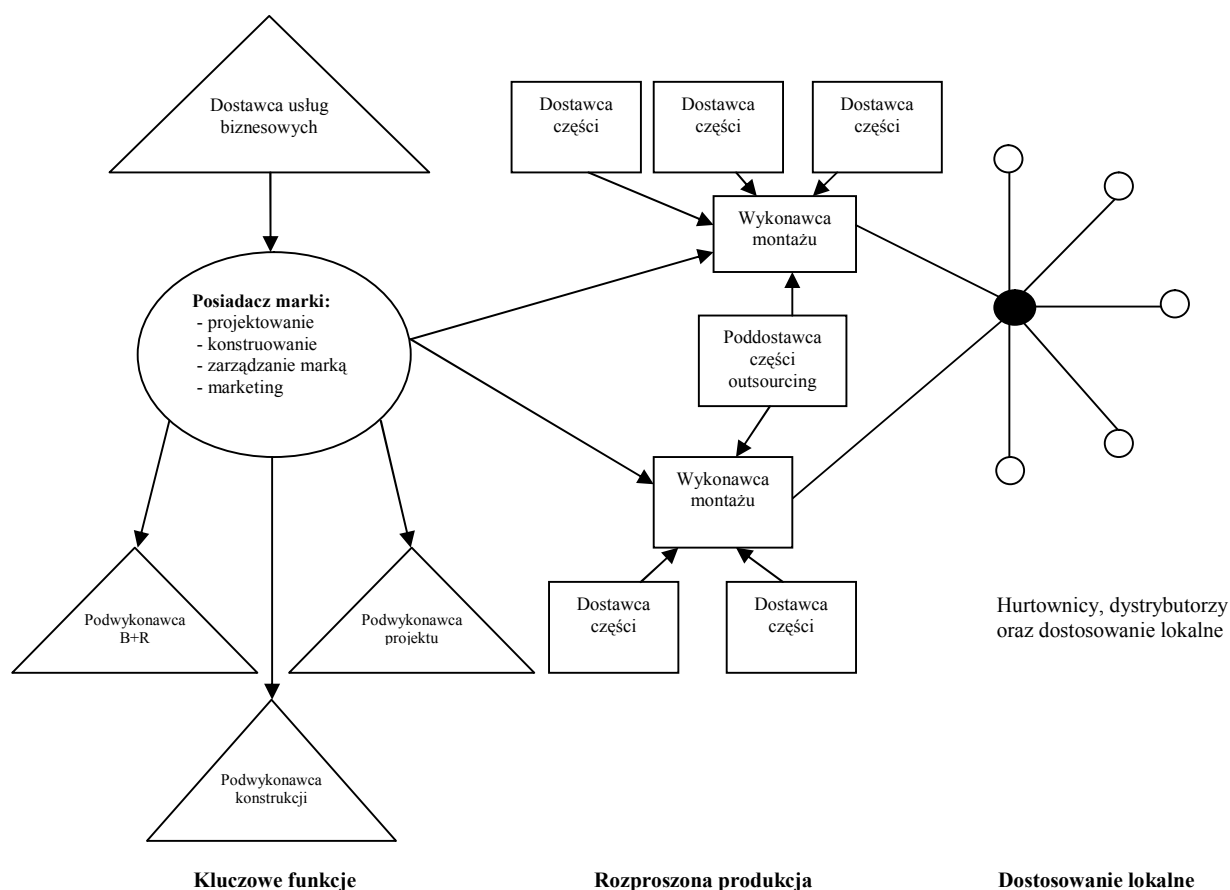 Dostawca usług
biznesowych
Posiadacz marki:
- projektowanie
- konstruowanie
- zarządzanie marką
- marketing
Podwykonawca
B+R
Podwykonawca
projektu
Podwykonawca
konstrukcji
Dostawca
części
Dostawca
części
Dostawca
części
Wykonawca
montażu
Poddostawca
części
outsourcing
Wykonawca
montażu
Dostawca
części
Dostawca
części
Hurtownicy, dystrybutorzy
oraz dostosowanie lokalne
Kluczowe funkcje
Rozproszona produkcja
Dostosowanie lokalne